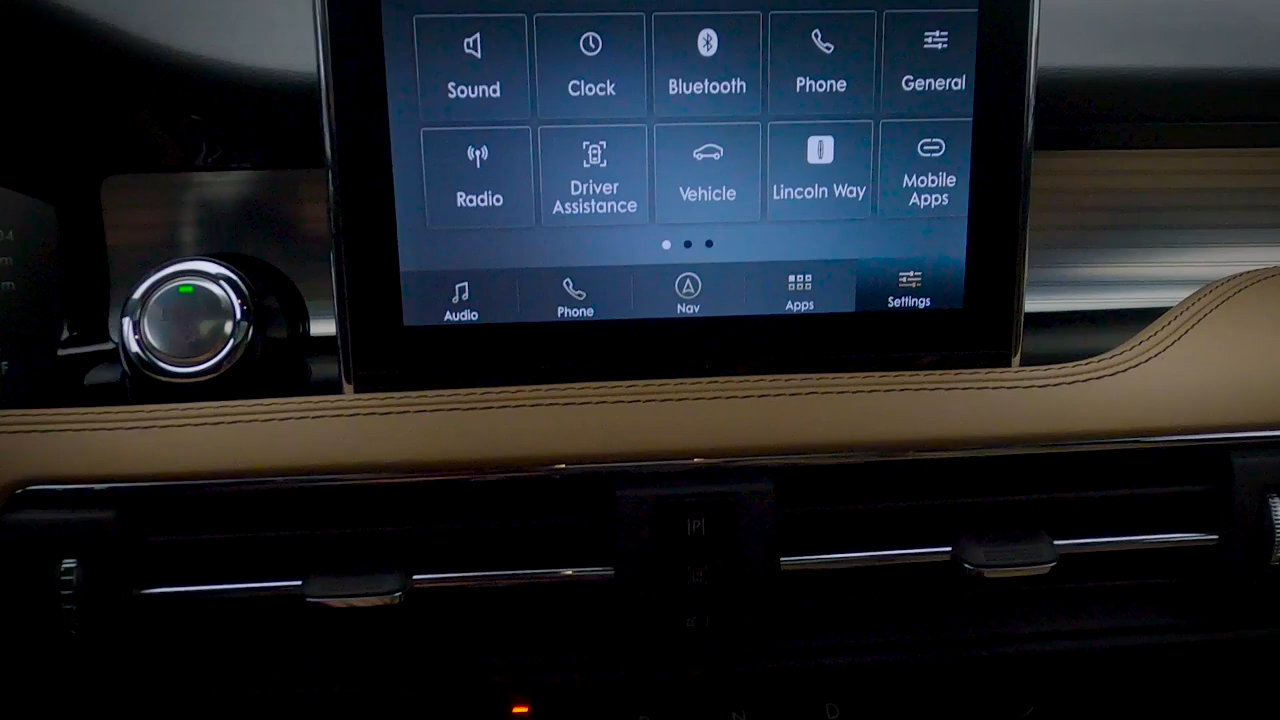 Sound Clock Bluetooth Phone General
Radio Driver Assistance Vehicle Lincoln Way Mobile Apps
Audio Phone Nav Apps Settings
P
N D